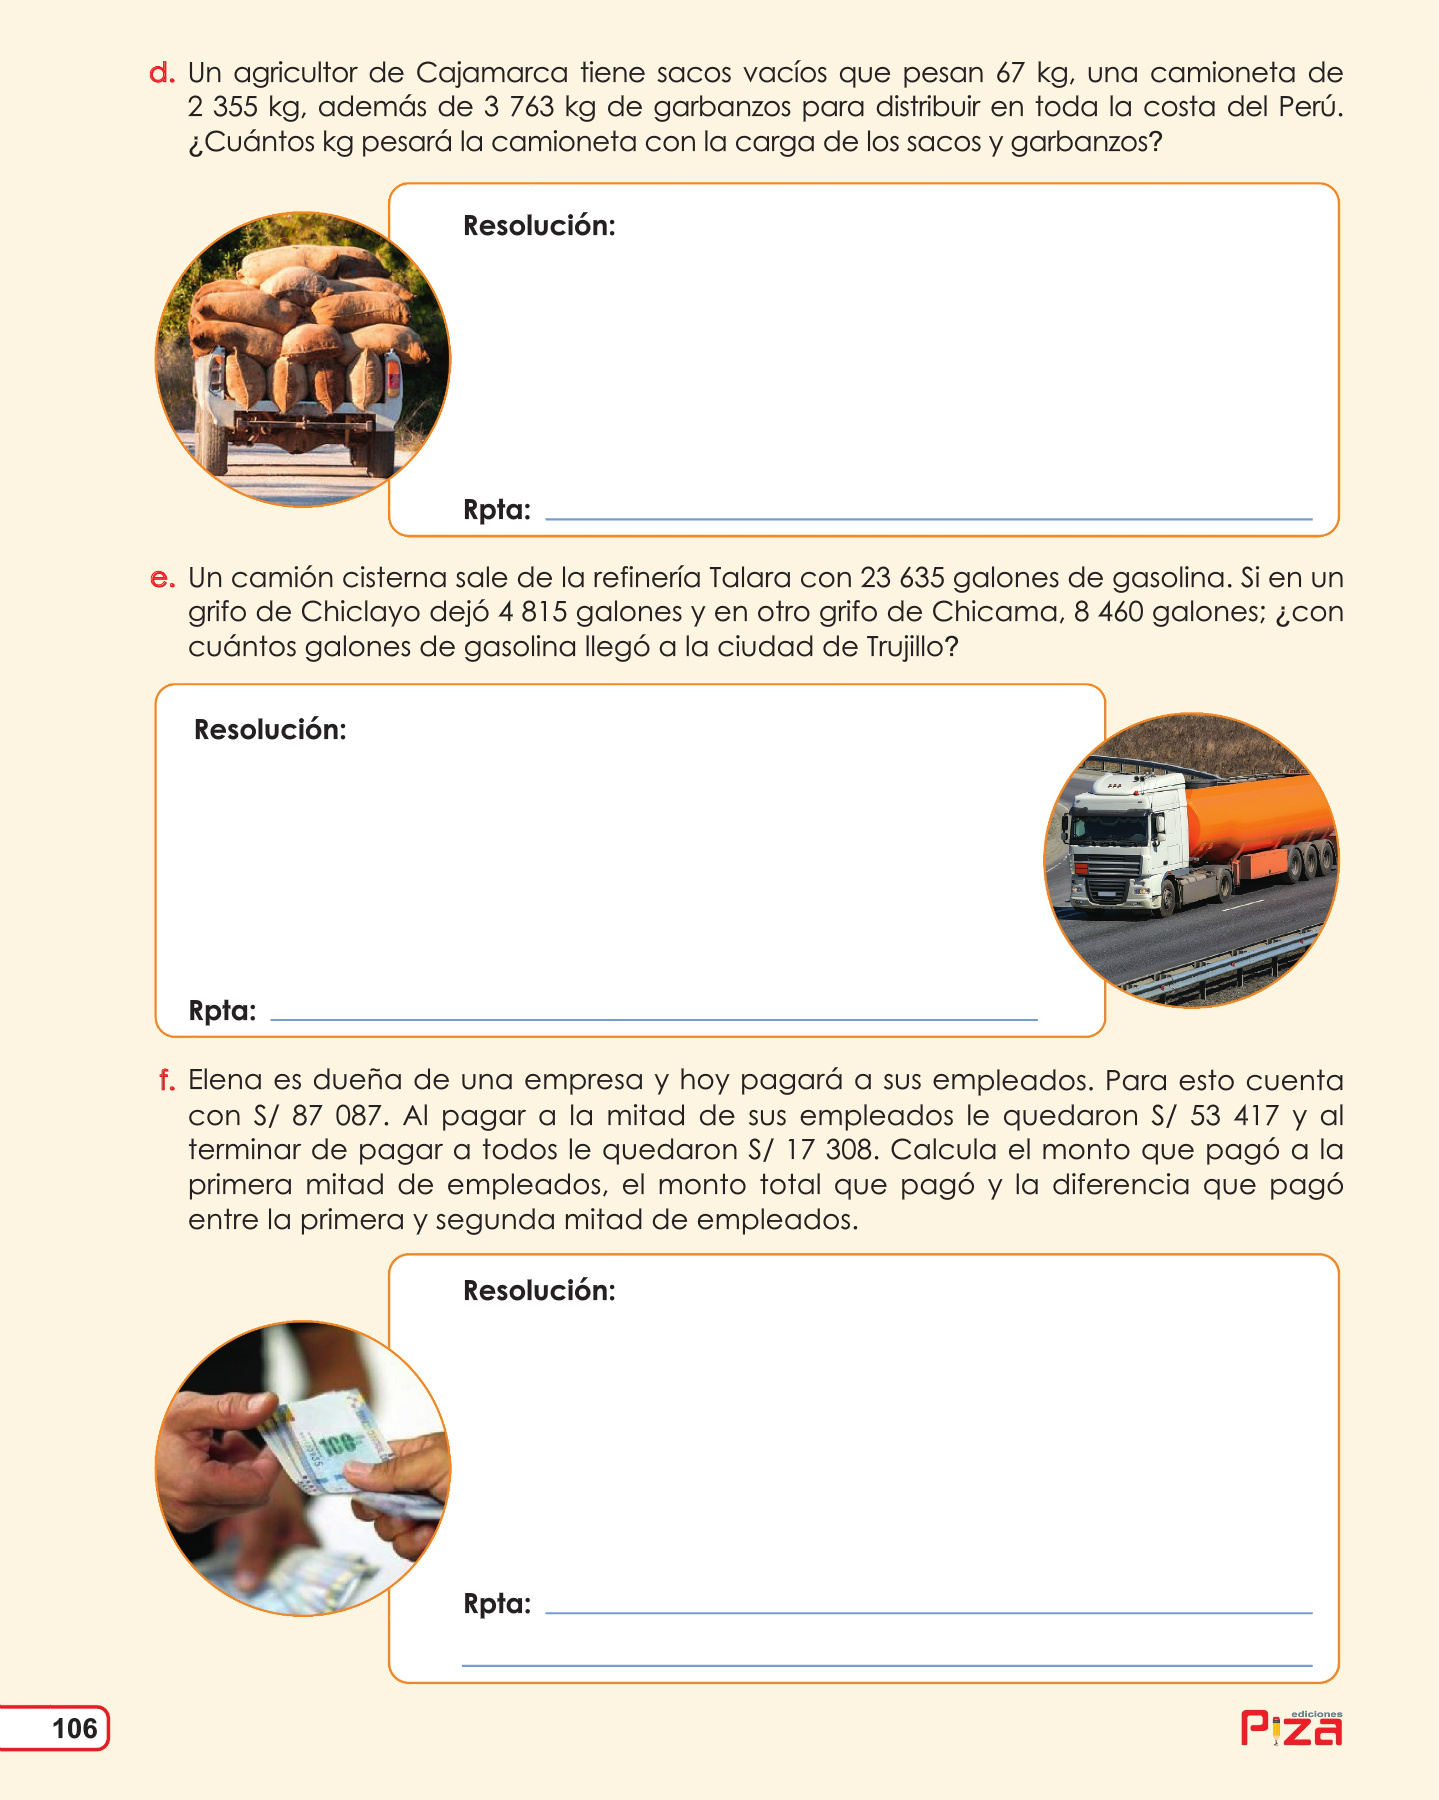 d. Un agricultor de Cajamarca tiene sacos vacíos que pesan 67 kg, una camioneta de
2 355 kg, además de 3 763 kg de garbanzos para distribuir en toda la costa del Perú.
¿Cuántos kg pesará la camioneta con la carga de los sacos y garbanzos?
Resolución:
Rpta:
e. Un camión cisterna sale de la refinería Talara con 23 635 galones de gasolina. Si en un
grifo de Chiclayo dejó 4 815 galones y en otro grifo de Chicama, 8 460 galones; ¿con
cuántos galones de gasolina llegó a la ciudad de Trujillo?
Resolución:
Rpta:
f. Elena es dueña de una empresa y hoy pagará a sus empleados. Para esto cuenta
con S/ 87 087. Al pagar a la mitad de sus empleados le quedaron S/ 53 417 y al
terminar de pagar a todos le quedaron S/ 17 308. Calcula el monto que pagó a la
primera mitad de empleados, el monto total que pagó y la diferencia que pagó
entre la primera y segunda mitad de empleados.
Resolución:
100
Rpta:
106
ediciones
Piza